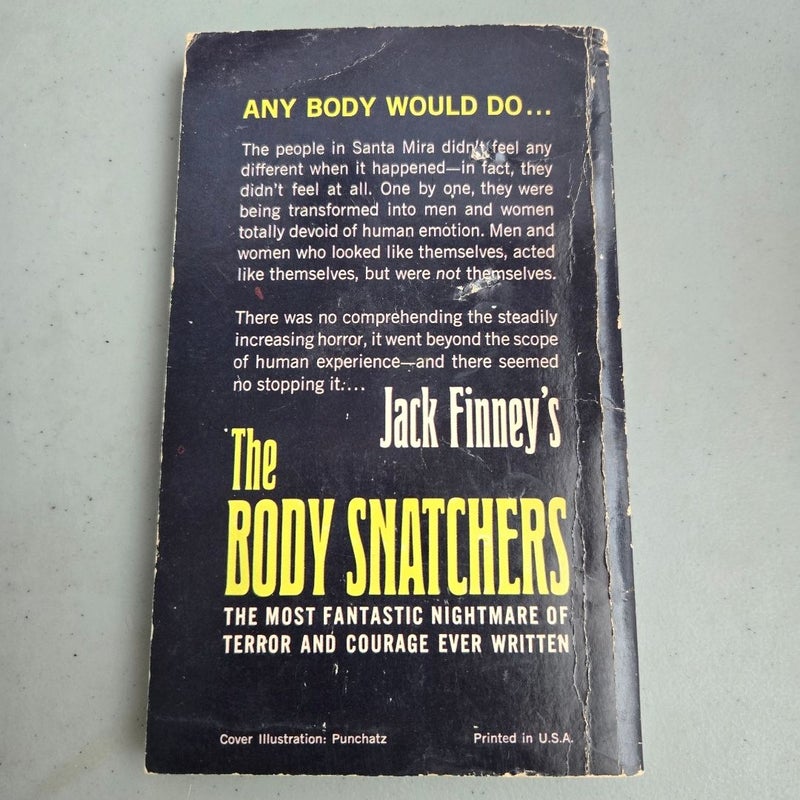 ANY BODY WOULD DO...
The people in Santa Mira didn't feel any
different when it happened—in fact, they
didn't feel at all. One by one, they were
being transformed into men and women
totally devoid of human emotion. Men and
women who looked like themselves, acted
like themselves, but were not themselves.
There was no comprehending the steadily
increasing horror, it went beyond the scope
of human experience—and there seemed
no stopping it....
Jack Finney's
The
BODY SNATCHERS
THE MOST FANTASTIC NIGHTMARE OF
TERROR AND COURAGE EVER WRITTEN
Cover Illustration: Punchatz
Printed in U.S.A.